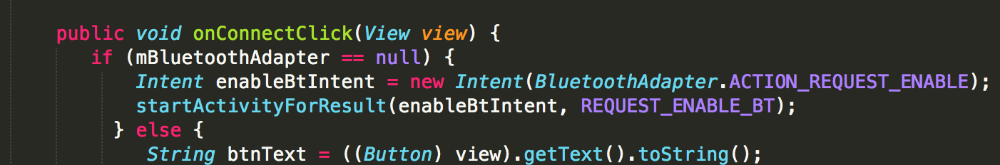 public void onConnectClick(View view) {
if (mBluetoothAdapter == null) {
Intent enableBtIntent = new Intent(BluetoothAdapter.ACTION_REQUEST_ENABLE);
startActivityForResult(enableBtIntent, REQUEST_ENABLE_BT);
} else {
String btnText = ((Button) view).getText().toString();